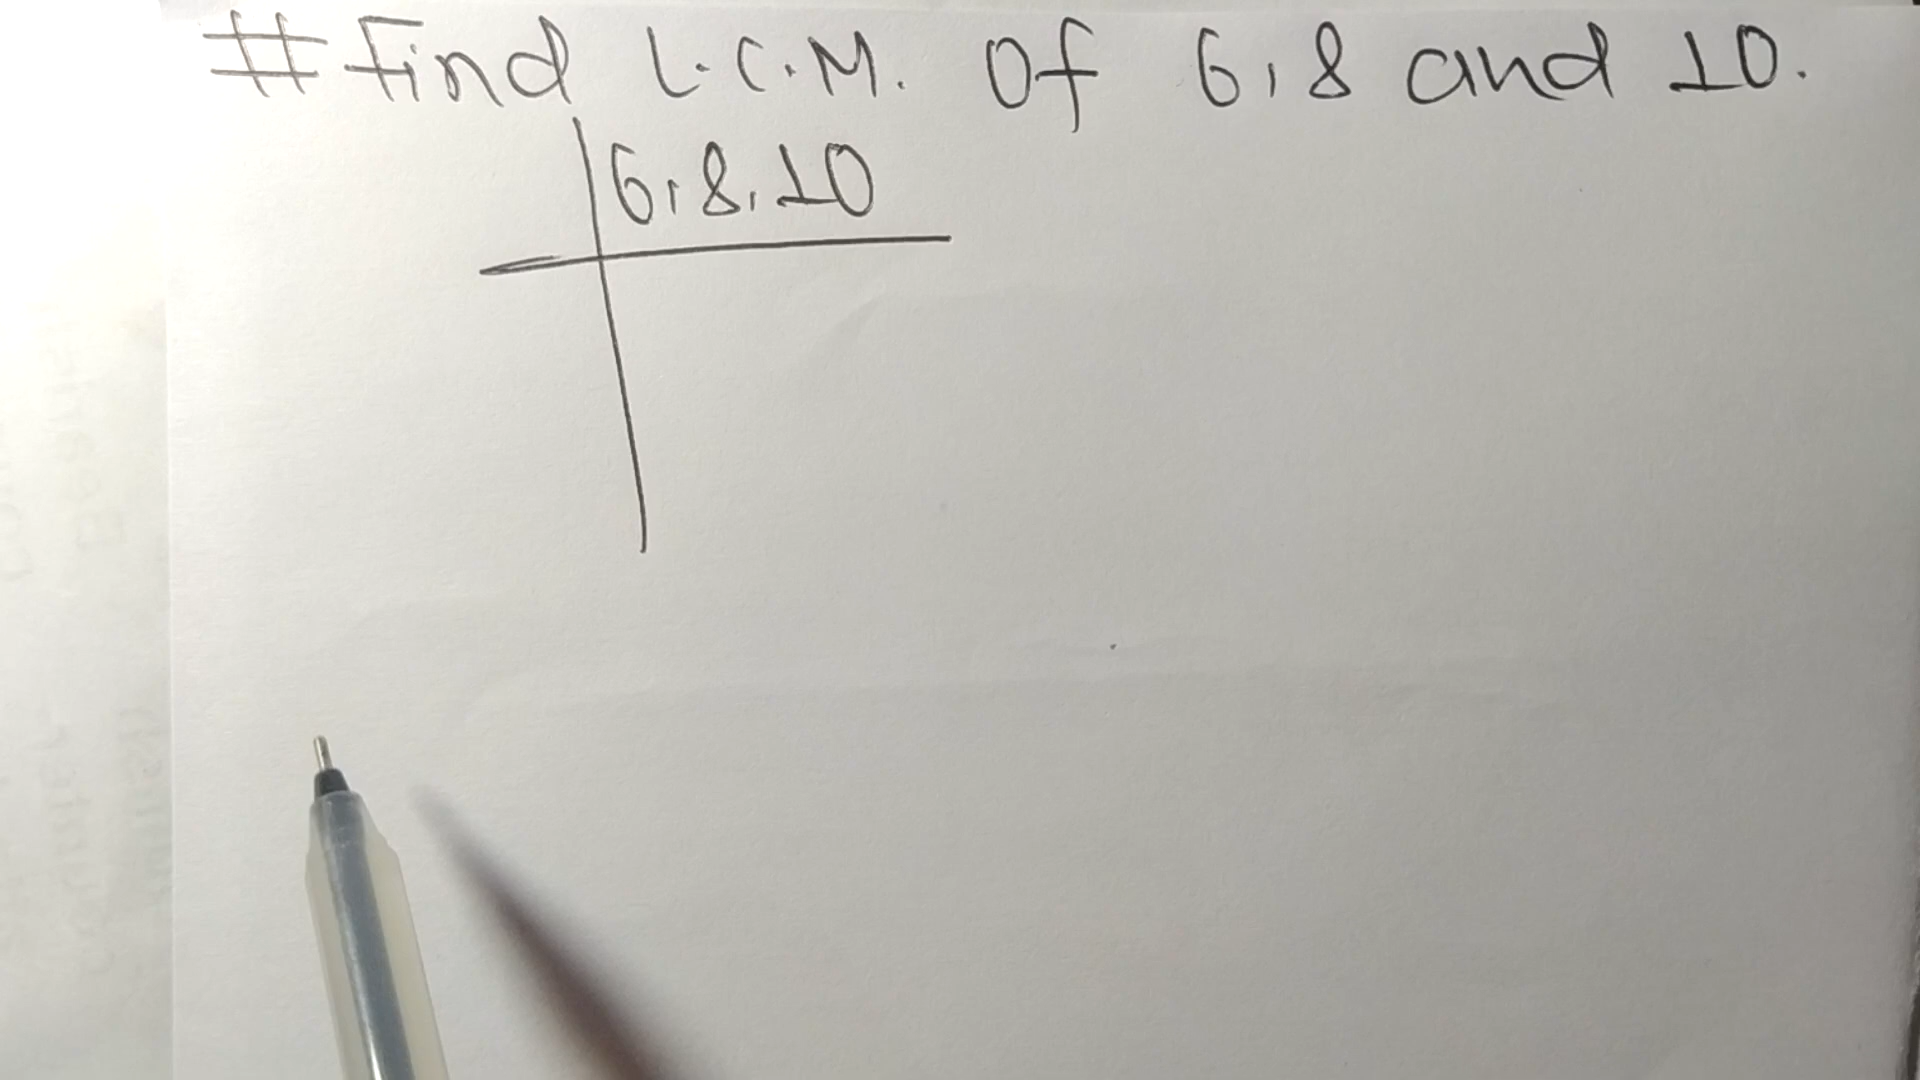 # Find L.C.M. of 6, 8 and 10.
6, 8, 10